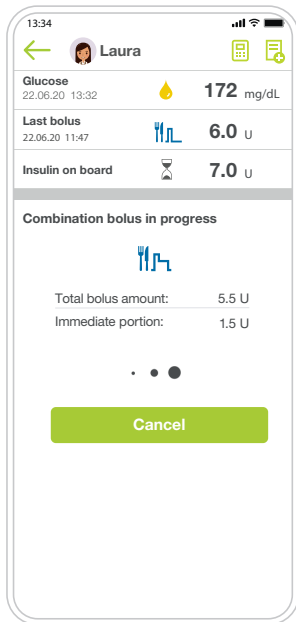 13:34
Laura
Glucose
22.06.20 13:32
172 mg/dL
Last bolus
22.06.20 11:47
6.0 U
Insulin on board
7.0 U
Combination bolus in progress
Total bolus amount: 5.5 U
Immediate portion: 1.5 U
Cancel